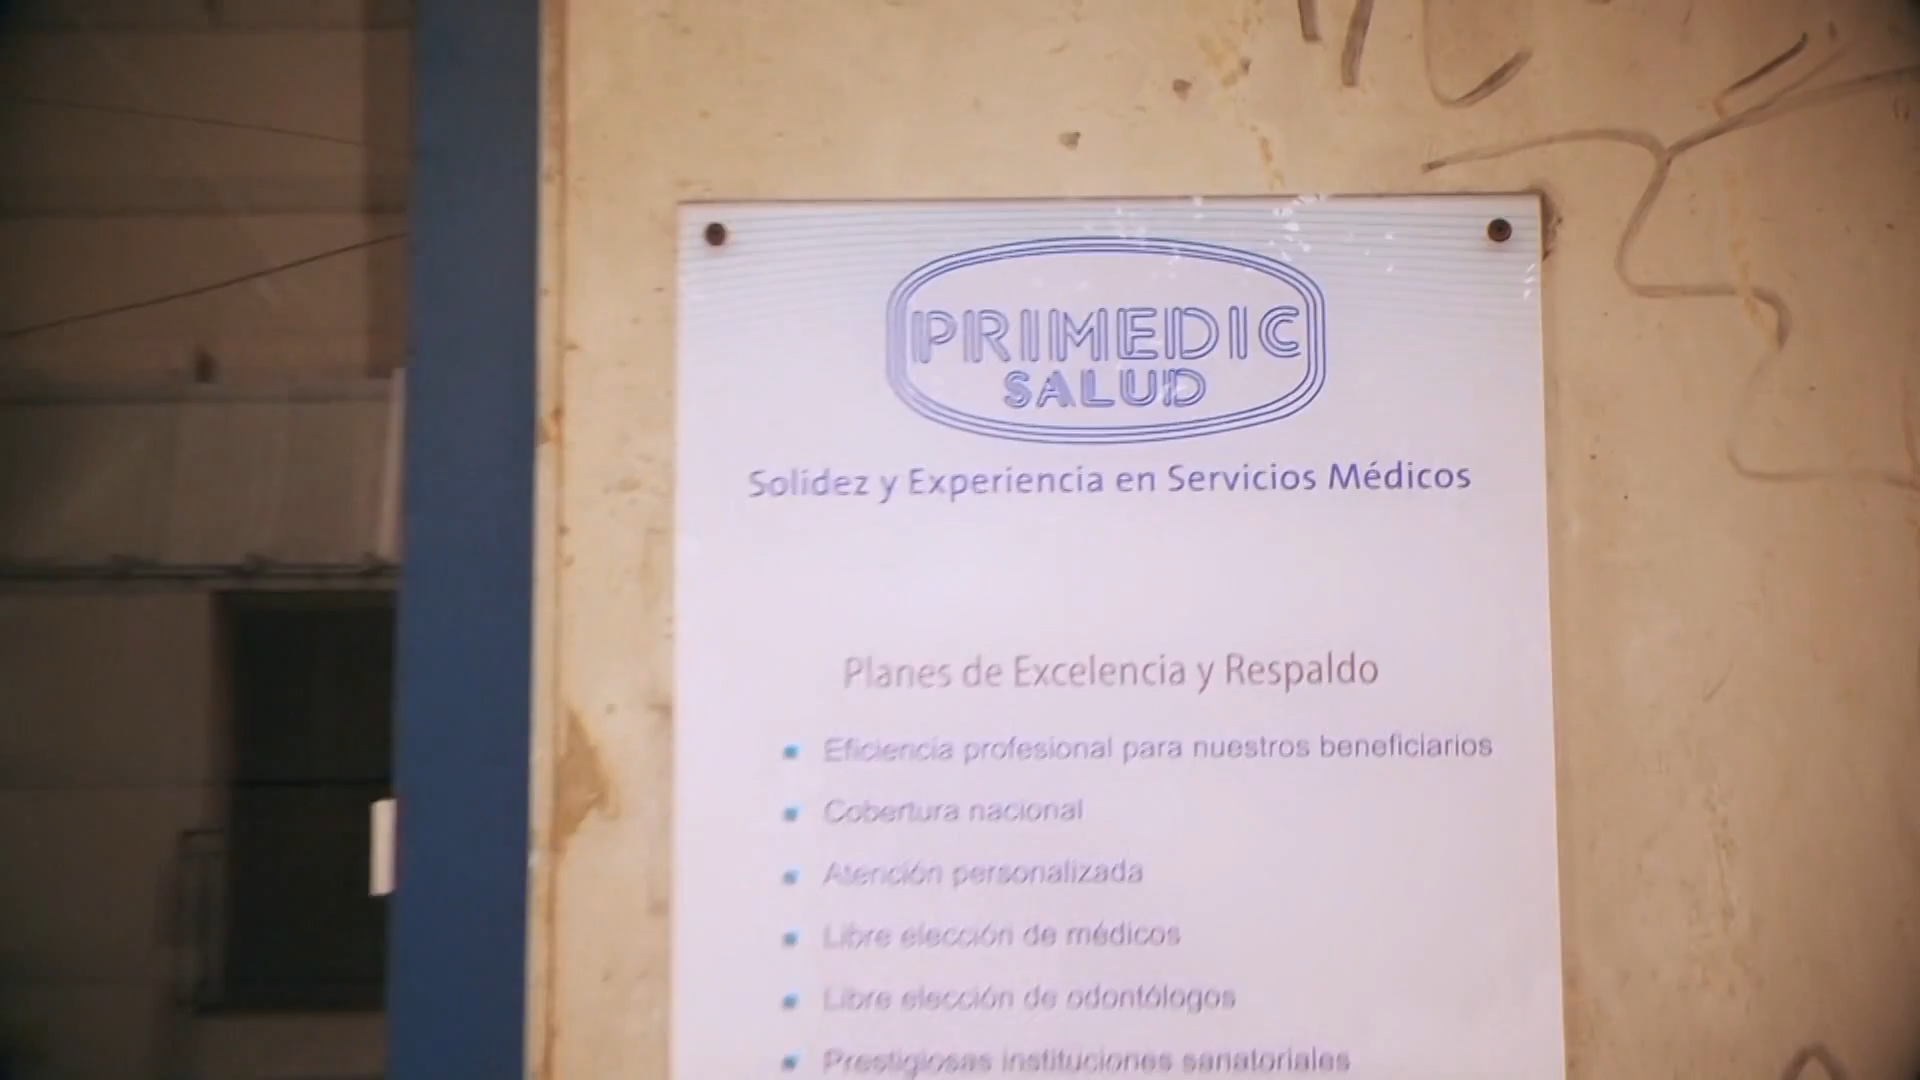 PRIMEDIC
SALUD
Solidez y Experiencia en Servicios Médicos
Planes de Excelencia y Respaldo
Eficiencia profesional para nuestros beneficiarios
Cobertura nacional
Atención personalizada
Libre elección de médicos
Libre elección de odontólogos
Prestigiosas instituciones sanatoriales